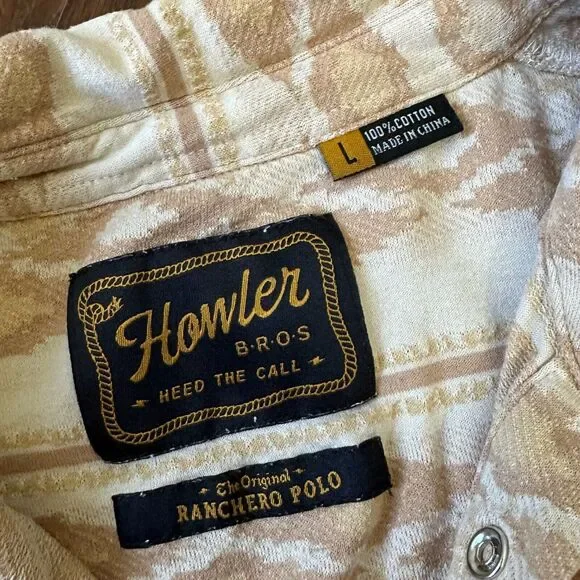 L
100% COTTON
MADE IN CHINA
Howler
B·R·O·S
HEED THE CALL
The Original
RANCHERO POLO